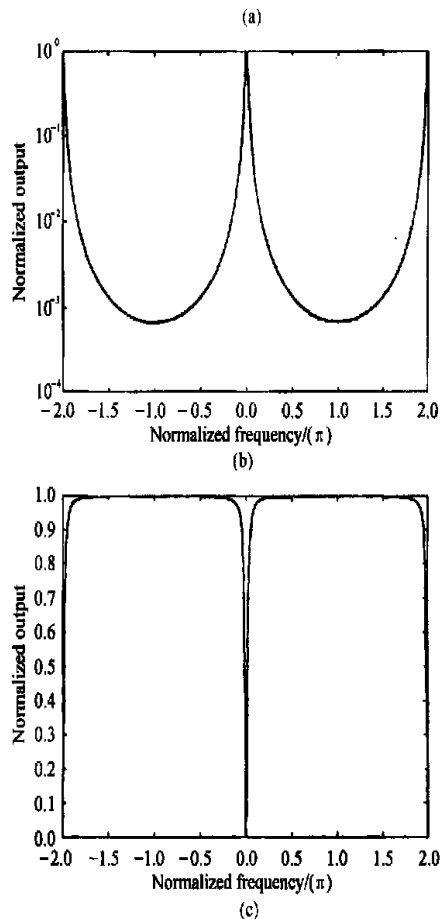 (a)
10⁰
10⁻¹
10⁻²
10⁻³
10⁻⁴
Normalized output
−2.0 −1.5 −1.0 −0.5 0.0 0.5 1.0 1.5 2.0
Normalized frequency/(π)
(b)
1.0
0.9
0.8
0.7
0.6
0.5
0.4
0.3
0.2
0.1
0.0
Normalized output
−2.0 ~1.5 −1.0 −0.5 0.0 0.5 1.0 1.5 2.0
Normalized frequency/(π)
(c)